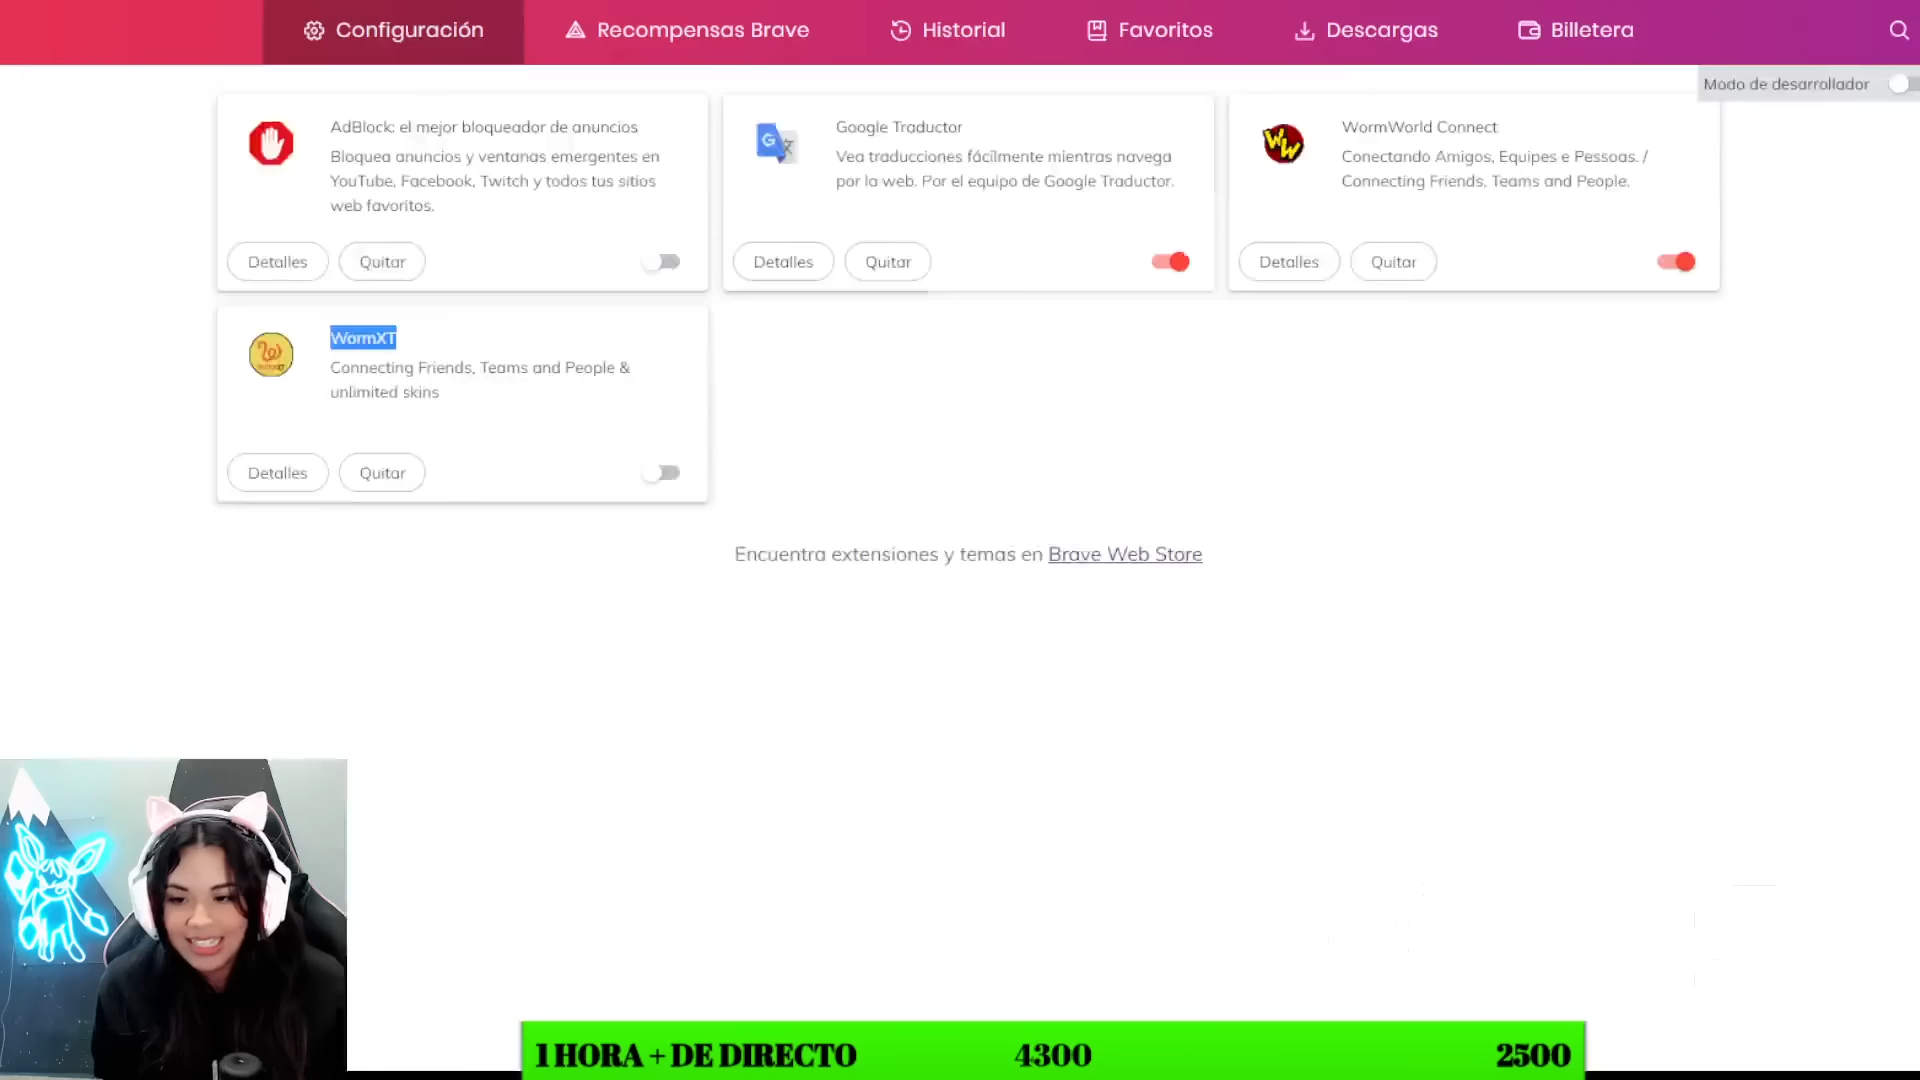 Configuración
Recompensas Brave
Historial
Favoritos
Descargas
Billetera
Modo de desarrollador
AdBlock: el mejor bloqueador de anuncios
Bloquea anuncios y ventanas emergentes en
YouTube, Facebook, Twitch y todos tus sitios
web favoritos.
Detalles
Quitar
Google Traductor
Vea traducciones fácilmente mientras navega
por la web. Por el equipo de Google Traductor.
Detalles
Quitar
WW
WormWorld Connect
Conectando Amigos, Equipes e Pessoas. /
Connecting Friends, Teams and People.
Detalles
Quitar
WormXT
Connecting Friends, Teams and People &
unlimited skins
Detalles
Quitar
Encuentra extensiones y temas en Brave Web Store
1 HORA + DE DIRECTO 4300 2500